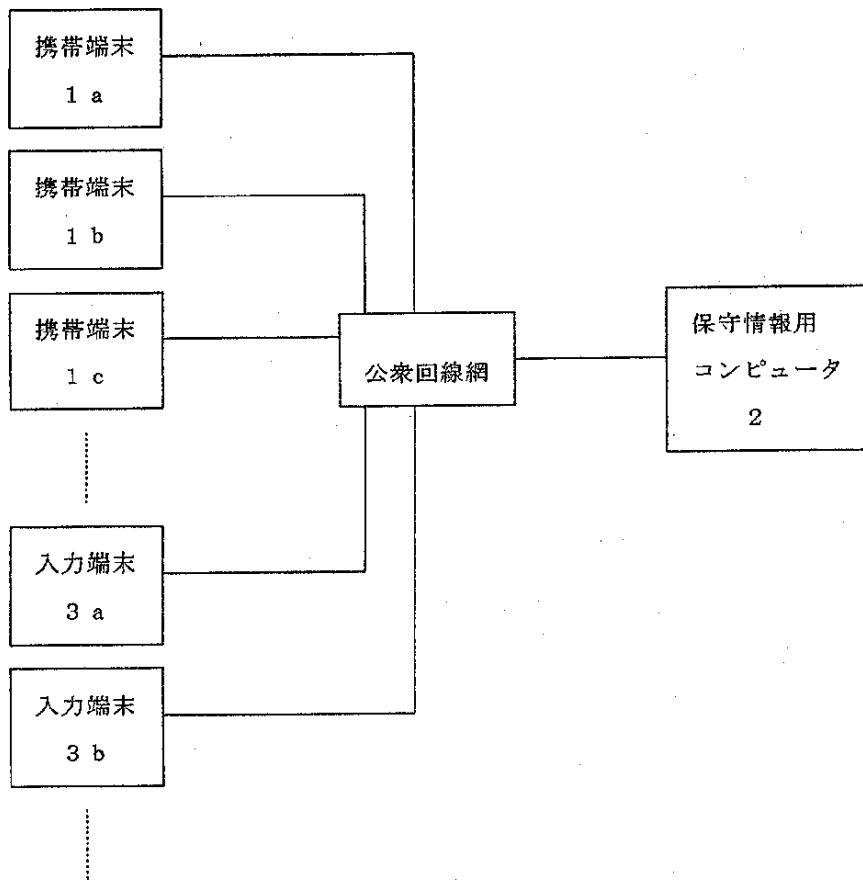 携帯端末
1 a
携帯端末
1 b
携帯端末
1 c
公衆回線網
保守情報用
コンピュータ
2
入力端末
3 a
入力端末
3 b